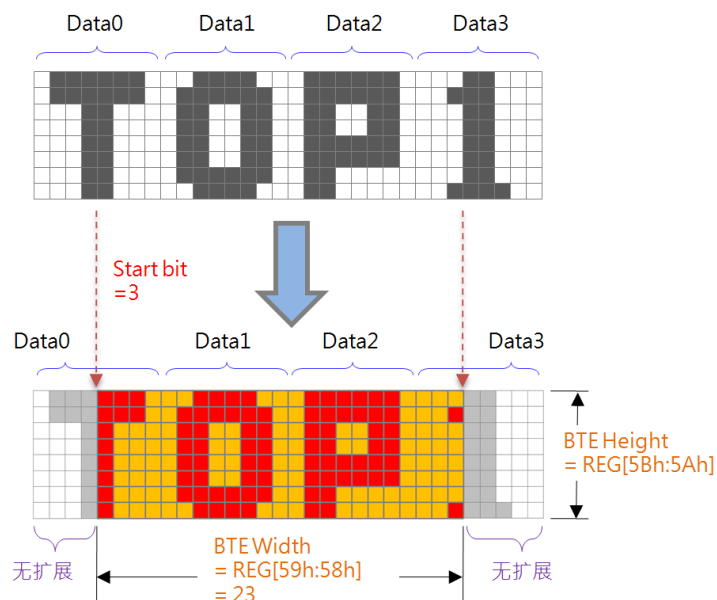 Data0 Data1 Data2 Data3
Start bit
=3
Data0 Data1 Data2 Data3
BTE Height
= REG[5Bh:5Ah]
无扩展 BTE Width 无扩展
= REG[59h:58h]
= 23